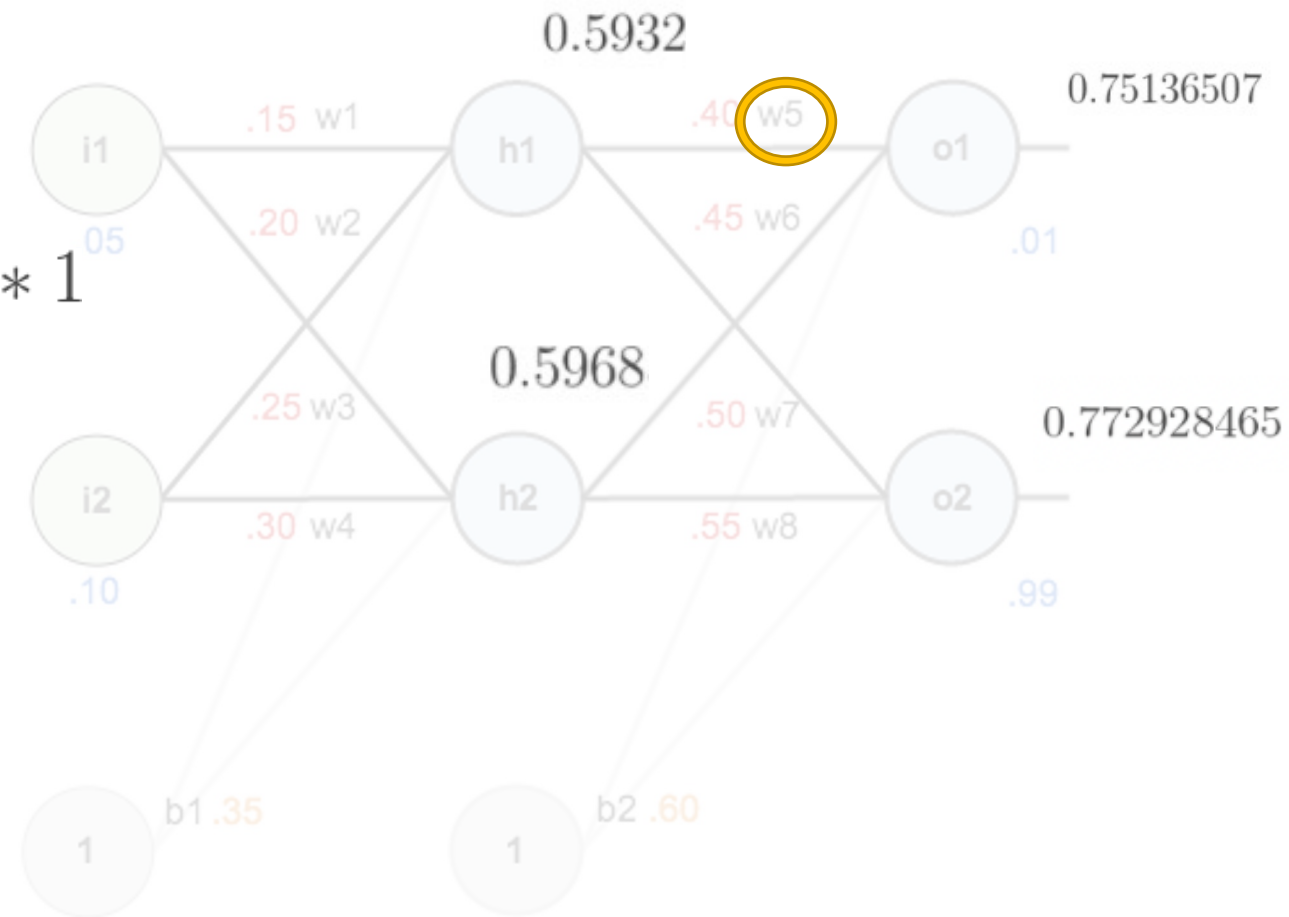 0.5932
0.75136507
.15 w1
.40 w5
i1
h1
o1
.20 w2
.45 w6
05
.01
* 1
0.5968
.25 w3
.50 w7
0.772928465
i2
h2
o2
.30 w4
.55 w8
.10
.99
b1 .35
b2 .60
1
1